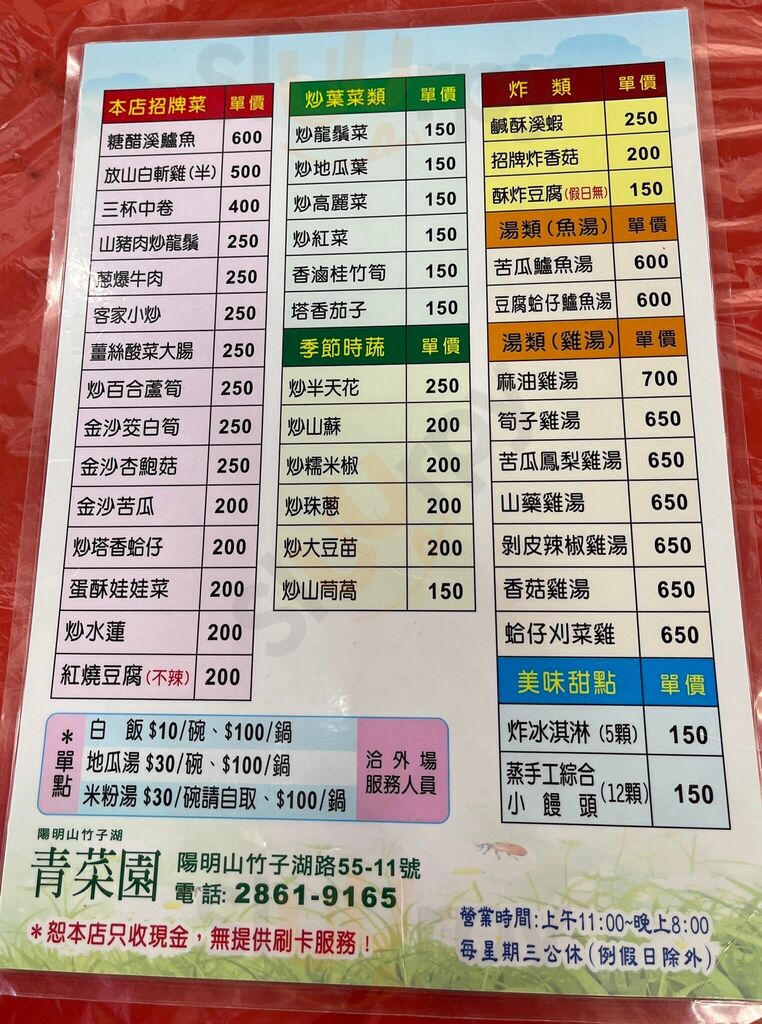 本店招牌菜 單價
糖醋溪鱸魚 600
放山白斬雞(半) 500
三杯中卷 400
山豬肉炒龍鬚 250
蔥爆牛肉 250
客家小炒 250
薑絲酸菜大腸 250
炒百合蘆筍 250
金沙筊白筍 250
金沙杏鮑菇 250
金沙苦瓜 200
炒塔香蛤仔 200
蛋酥娃娃菜 200
炒水蓮 200
紅燒豆腐(不辣) 200
炒葉菜類 單價
炒龍鬚菜 150
炒地瓜葉 150
炒高麗菜 150
炒紅菜 150
香滷桂竹筍 150
塔香茄子 150
季節時蔬 單價
炒半天花 250
炒山蘇 200
炒糯米椒 200
炒珠蔥 200
炒大豆苗 200
炒山茼萵 150
炸 類 單價
鹹酥溪蝦 250
招牌炸香菇 200
酥炸豆腐(假日無) 150
湯類(魚湯) 單價
苦瓜鱸魚湯 600
豆腐蛤仔鱸魚湯 600
湯類(雞湯) 單價
麻油雞湯 700
筍子雞湯 650
苦瓜鳳梨雞湯 650
山藥雞湯 650
剝皮辣椒雞湯 650
香菇雞湯 650
蛤仔刈菜雞 650
美味甜點 單價
炸冰淇淋(5顆) 150
蒸手工綜合
小饅頭(12顆) 150
*單點
白 飯 $10/碗、$100/鍋
地瓜湯 $30/碗、$100/鍋
米粉湯 $30/碗請自取、$100/鍋
洽外場
服務人員
陽明山竹子湖
青菜園
陽明山竹子湖路55-11號
電話: 2861-9165
*恕本店只收現金,無提供刷卡服務!
營業時間:上午11:00~晚上8:00
每星期三公休(例假日除外)